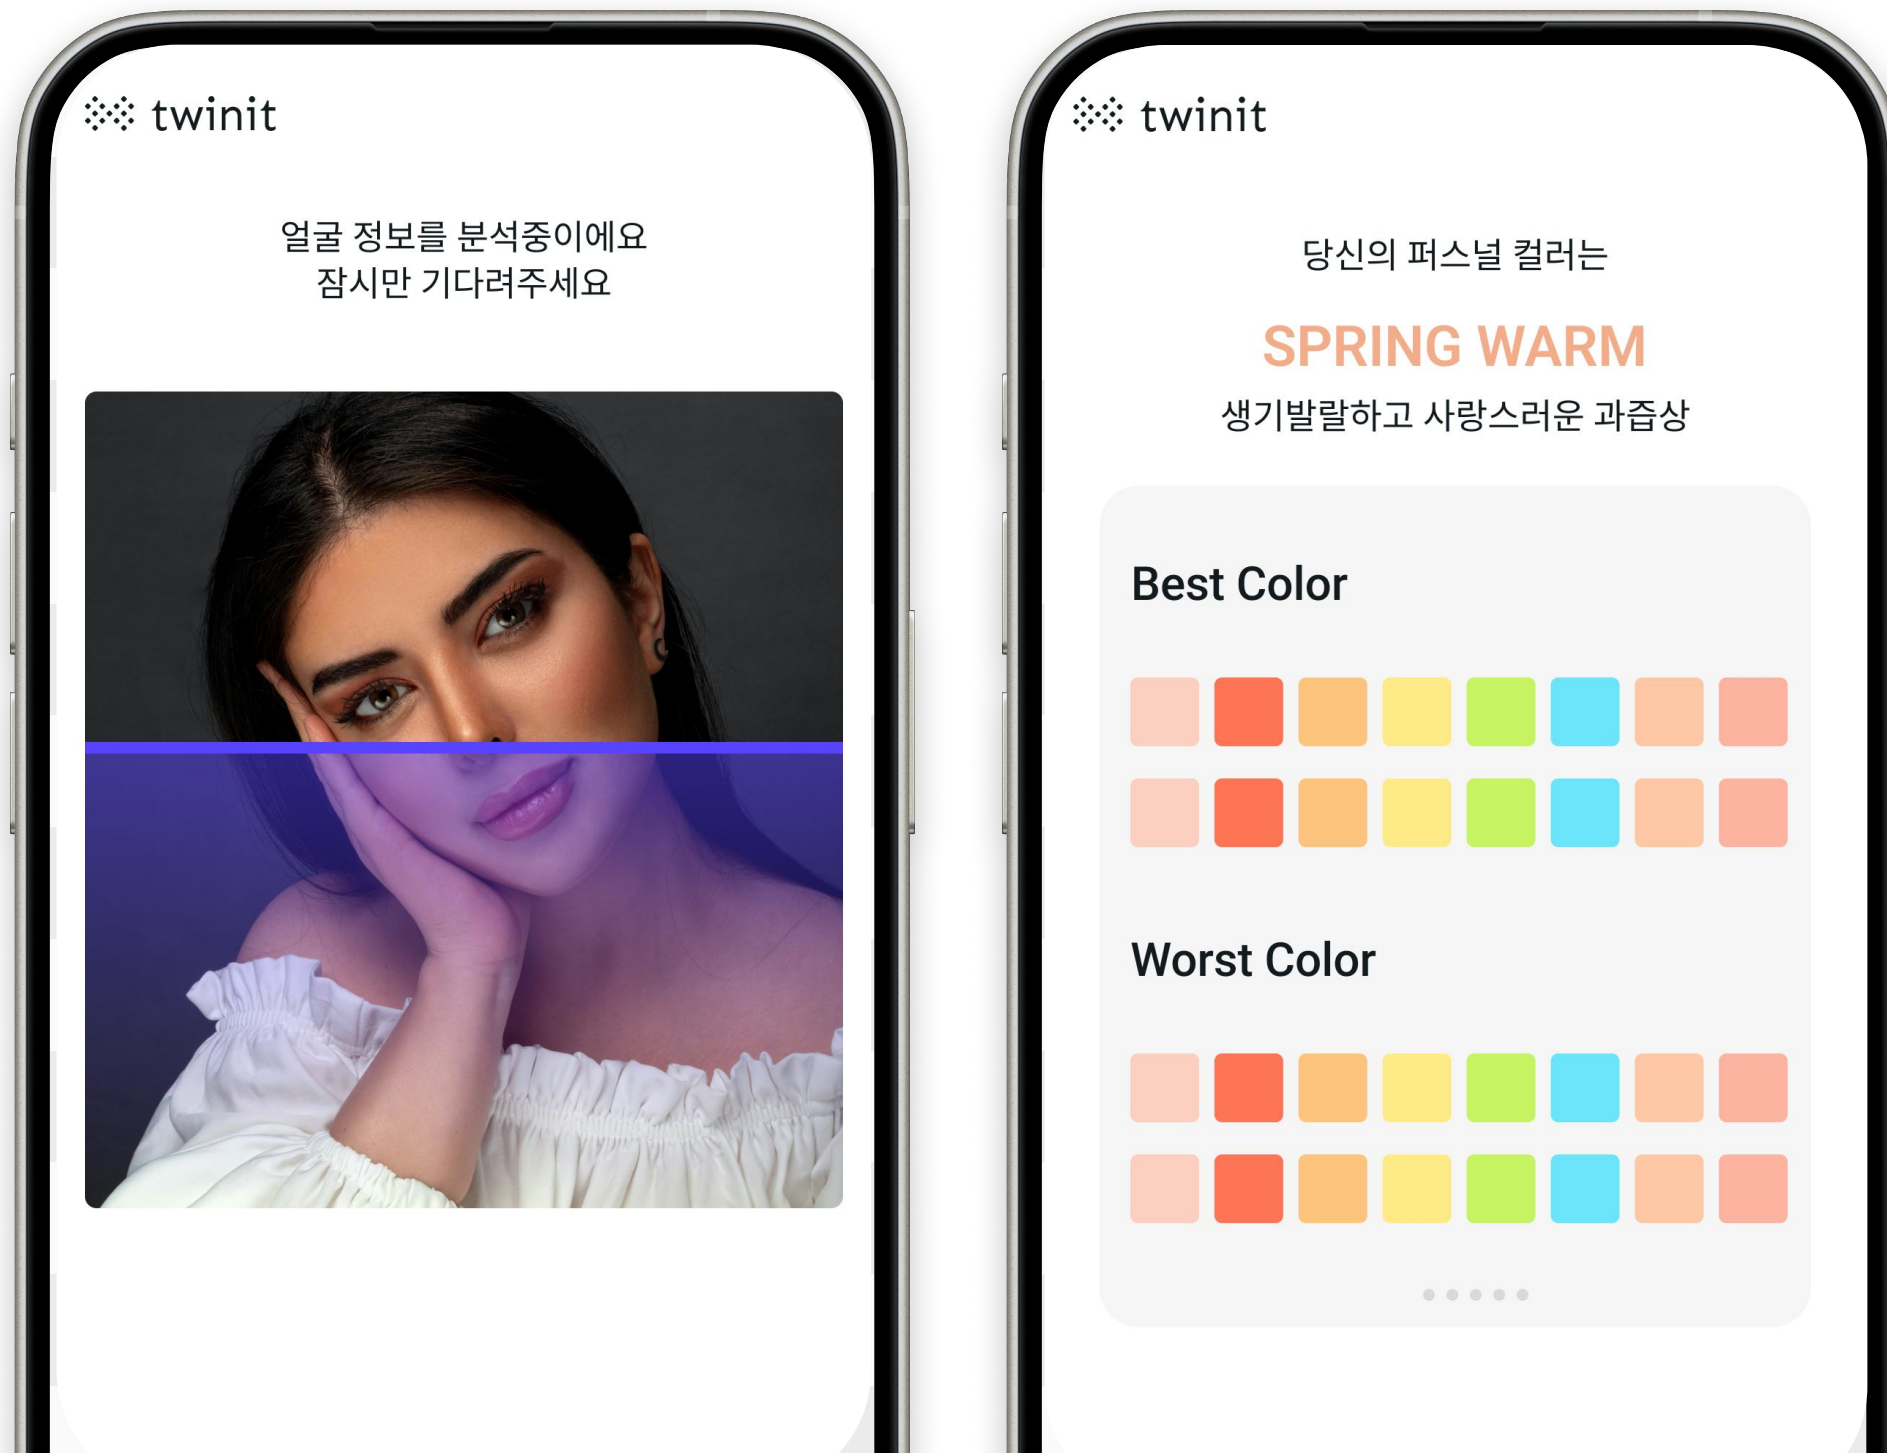 twinit
얼굴 정보를 분석중이에요
잠시만 기다려주세요
twinit
당신의 퍼스널 컬러는
SPRING WARM
생기발랄하고 사랑스러운 과즙상
Best Color
Worst Color